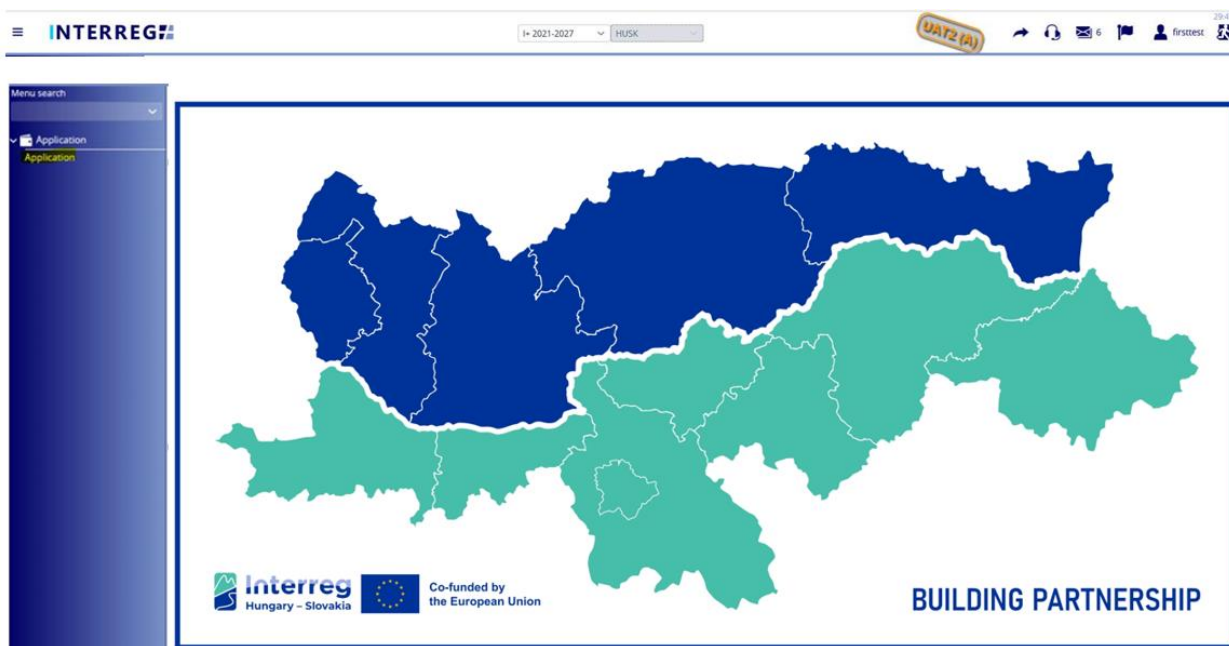 INTERREG
I+ 2021-2027
HUSK
UAT2 (A)
6
firsttest
Menu search
Application
Application
Interreg
Hungary – Slovakia
Co-funded by
the European Union
BUILDING PARTNERSHIP